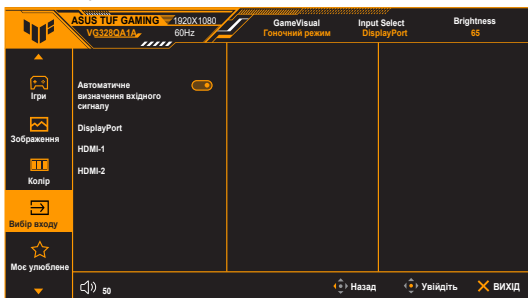 ASUS TUF GAMING
VG328QA1A
1920X1080
60Hz
GameVisual
Гоночний режим
Input Select
DisplayPort
Brightness
65
Ігри
Зображення
Колір
Вибір входу
Моє улюблене
Автоматичне
визначення вхідного
сигналу
DisplayPort
HDMI-1
HDMI-2
50
Назад
Увійдіть
ВИХІД